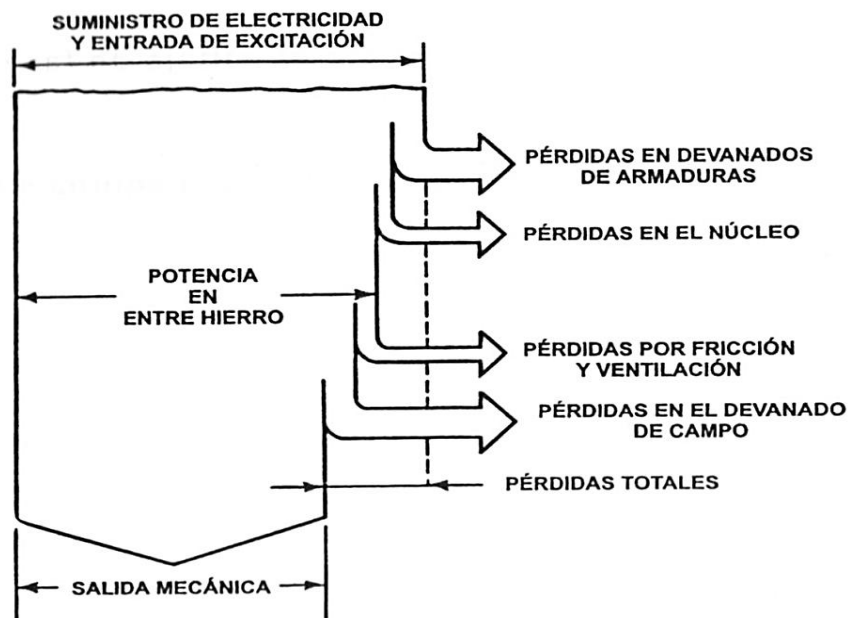 SUMINISTRO DE ELECTRICIDAD
Y ENTRADA DE EXCITACIÓN
PÉRDIDAS EN DEVANADOS
DE ARMADURAS
PÉRDIDAS EN EL NÚCLEO
POTENCIA
EN
ENTRE HIERRO
PÉRDIDAS POR FRICCIÓN
Y VENTILACIÓN
PÉRDIDAS EN EL DEVANADO
DE CAMPO
PÉRDIDAS TOTALES
SALIDA MECÁNICA